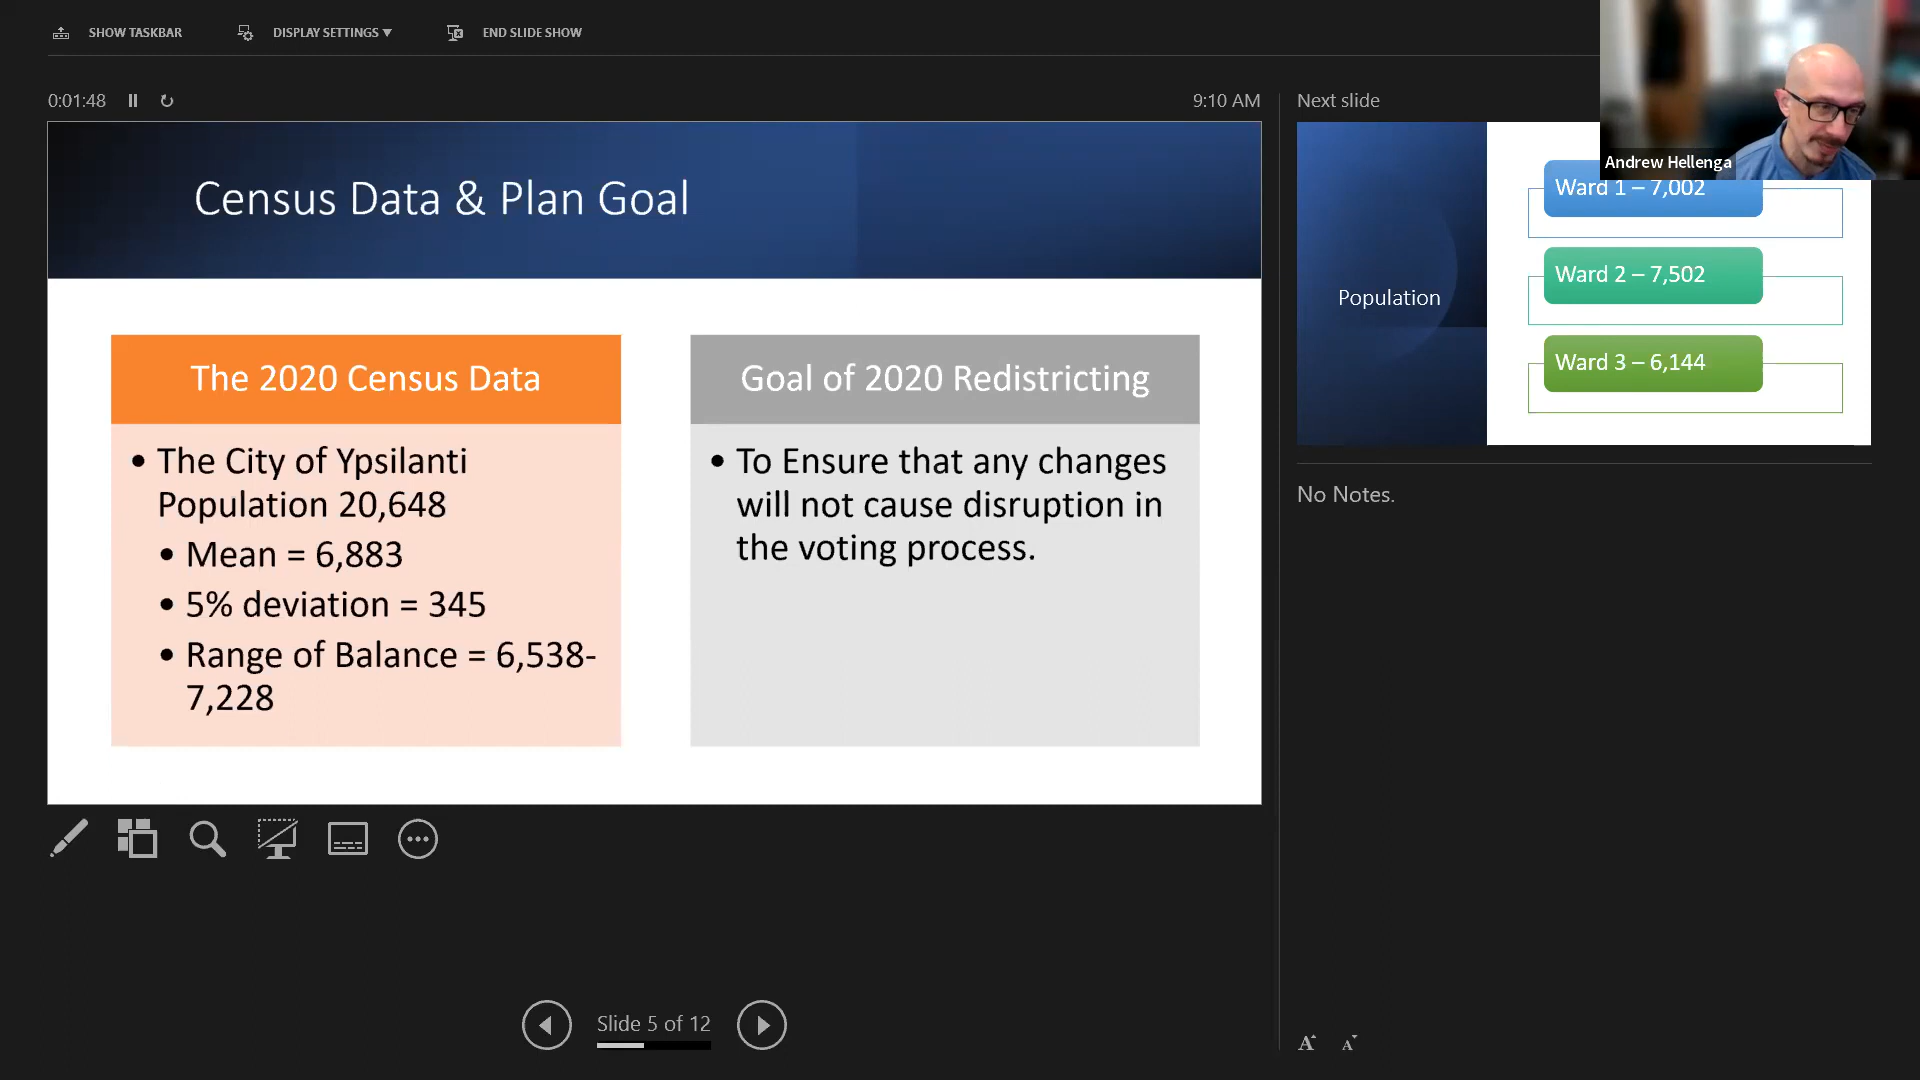 SHOW TASKBAR
DISPLAY SETTINGS ▼
END SLIDE SHOW
0:01:48
9:10 AM
Census Data & Plan Goal
The 2020 Census Data
• The City of Ypsilanti
Population 20,648
• Mean = 6,883
• 5% deviation = 345
• Range of Balance = 6,538-
7,228
Goal of 2020 Redistricting
• To Ensure that any changes
will not cause disruption in
the voting process.
Slide 5 of 12
Next slide
Andrew Hellenga
Population
Ward 1 – 7,002
Ward 2 – 7,502
Ward 3 – 6,144
No Notes.
A
A